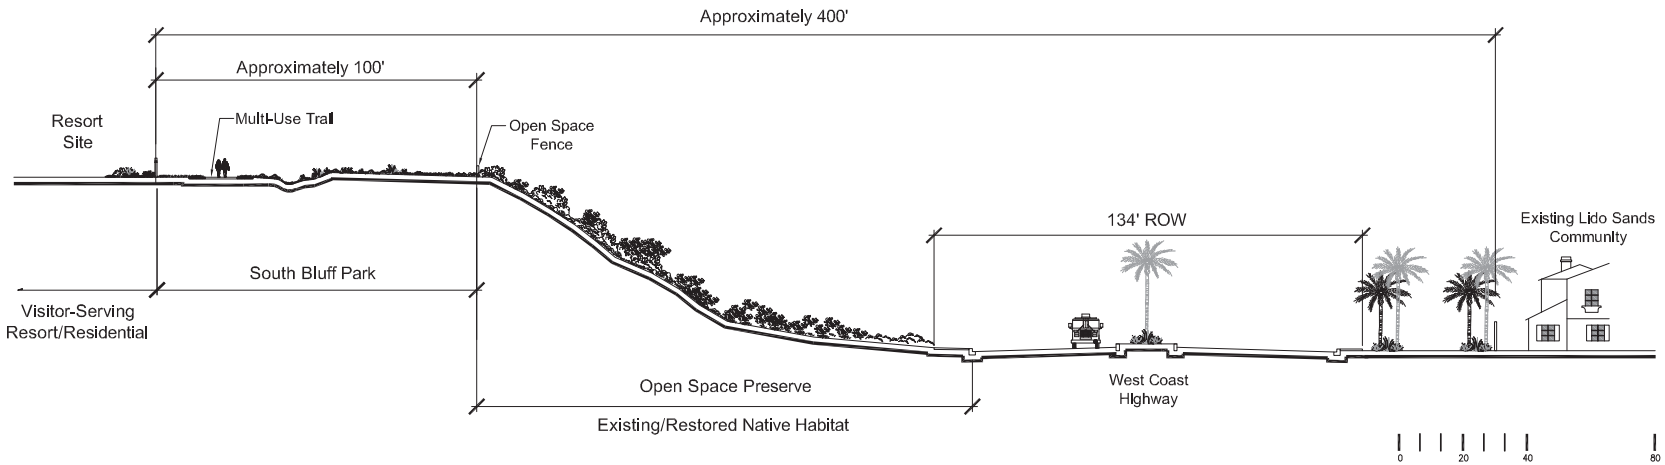 Approximately 400'
Approximately 100'
Resort
Site
Multi-Use Trail
Open Space
Fence
134' ROW
Existing Lido Sands
Community
South Bluff Park
Visitor-Serving
Resort/Residential
Open Space Preserve
West Coast
Highway
Existing/Restored Native Habitat
0 20 40 80